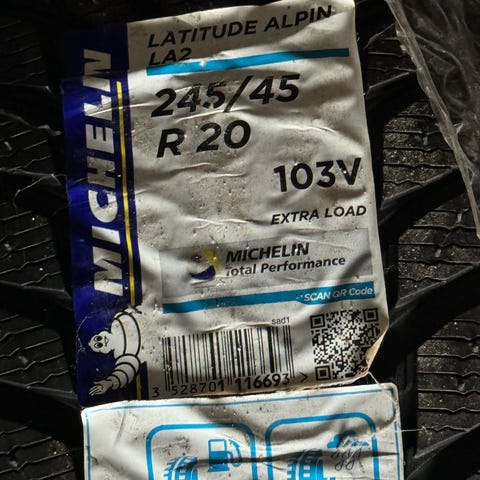 LATITUDE ALPIN
LA2
245/45
R 20
103V
EXTRA LOAD
MICHELIN
MICHELIN
Total Performance
SCAN QR Code
sad1
3 528701 116693 >